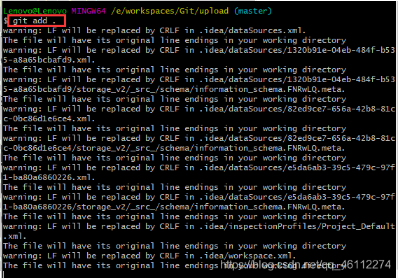 Lenovo@Lenovo MINGW64 /e/workspaces/Git/upload (master)
$ git add .
warning: LF will be replaced by CRLF in .idea/dataSources.xml.
The file will have its original line endings in your working directory
warning: LF will be replaced by CRLF in .idea/dataSources/1320b91e-04eb-484f-b53
5-a8a65bcbafd9.xml.
The file will have its original line endings in your working directory
warning: LF will be replaced by CRLF in .idea/dataSources/1320b91e-04eb-484f-b53
5-a8a65bcbafd9/storage_v2/_src_/schema/information_schema.FNRwLQ.meta.
The file will have its original line endings in your working directory
warning: LF will be replaced by CRLF in .idea/dataSources/82ed9ce7-656a-42b8-81c
c-0bc86d1e6ce4.xml.
The file will have its original line endings in your working directory
warning: LF will be replaced by CRLF in .idea/dataSources/82ed9ce7-656a-42b8-81c
c-0bc86d1e6ce4/storage_v2/_src_/schema/information_schema.FNRwLQ.meta.
The file will have its original line endings in your working directory
warning: LF will be replaced by CRLF in .idea/dataSources/e5da6ab3-39c5-479c-97f
1-ba80a6860226.xml.
The file will have its original line endings in your working directory
warning: LF will be replaced by CRLF in .idea/dataSources/e5da6ab3-39c5-479c-97f
1-ba80a6860226/storage_v2/_src_/schema/information_schema.FNRwLQ.meta.
The file will have its original line endings in your working directory
warning: LF will be replaced by CRLF in .idea/inspectionProfiles/Project_Default
.xml.
The file will have its original line endings in your working directory
warning: LF will be replaced by CRLF in .idea/workspace.xml.
The file will have its original line endings in your working directory
https://blog.csdn.net/qq_46112274